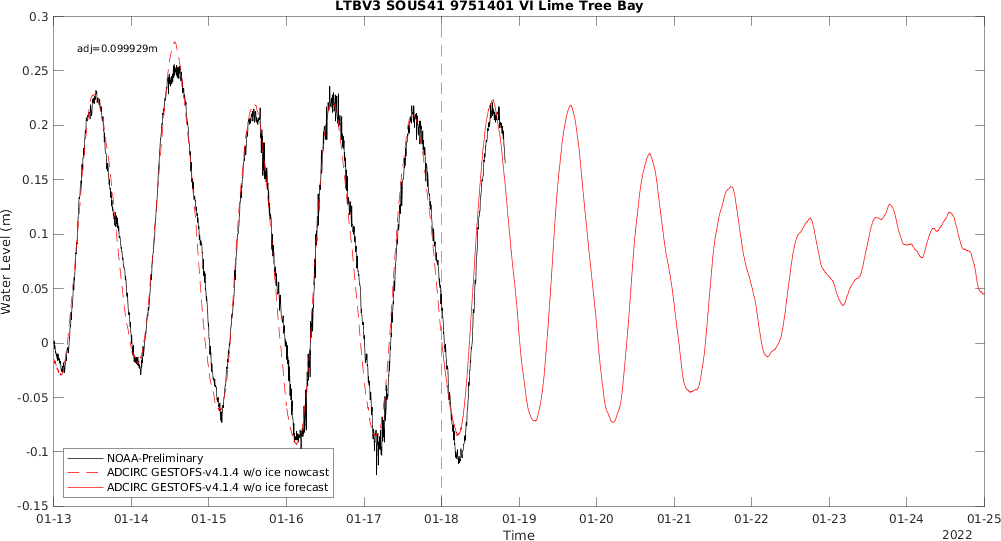 LTBV3 SOUS41 9751401 VI Lime Tree Bay
0.3
0.25
0.2
0.15
0.1
0.05
0
-0.05
-0.1
-0.15
Water Level (m)
adj=0.099929m
NOAA-Preliminary
ADCIRC GESTOFS-v4.1.4 w/o ice nowcast
ADCIRC GESTOFS-v4.1.4 w/o ice forecast
01-13 01-14 01-15 01-16 01-17 01-18 01-19 01-20 01-21 01-22 01-23 01-24 01-25
Time
2022